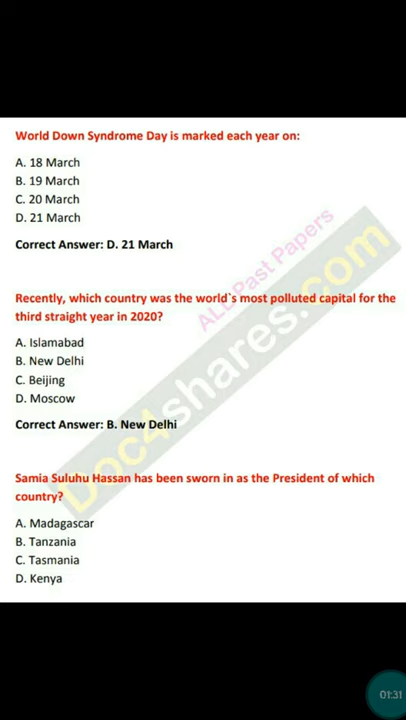 World Down Syndrome Day is marked each year on:
A. 18 March
B. 19 March
C. 20 March
D. 21 March
Correct Answer: D. 21 March
Recently, which country was the world`s most polluted capital for the
third straight year in 2020?
A. Islamabad
B. New Delhi
C. Beijing
D. Moscow
Correct Answer: B. New Delhi
Samia Suluhu Hassan has been sworn in as the President of which
country?
A. Madagascar
B. Tanzania
C. Tasmania
D. Kenya
ALL Past Papers
Doc4shares.com
01:31